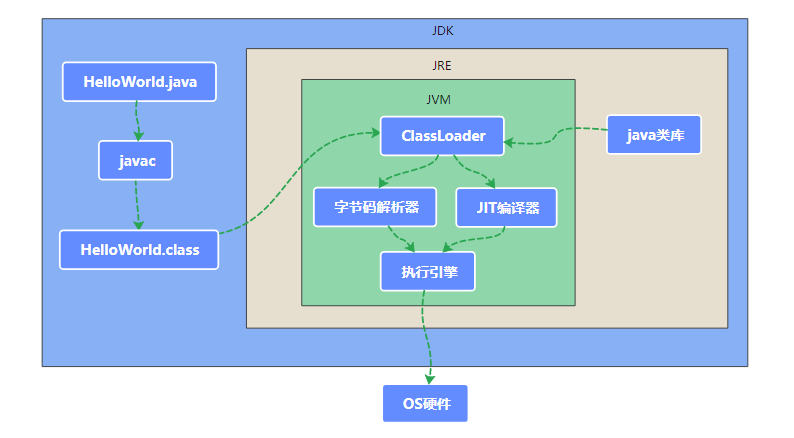 JDK
JRE
JVM
HelloWorld.java
javac
HelloWorld.class
ClassLoader
java类库
字节码解析器
JIT编译器
执行引擎
OS硬件